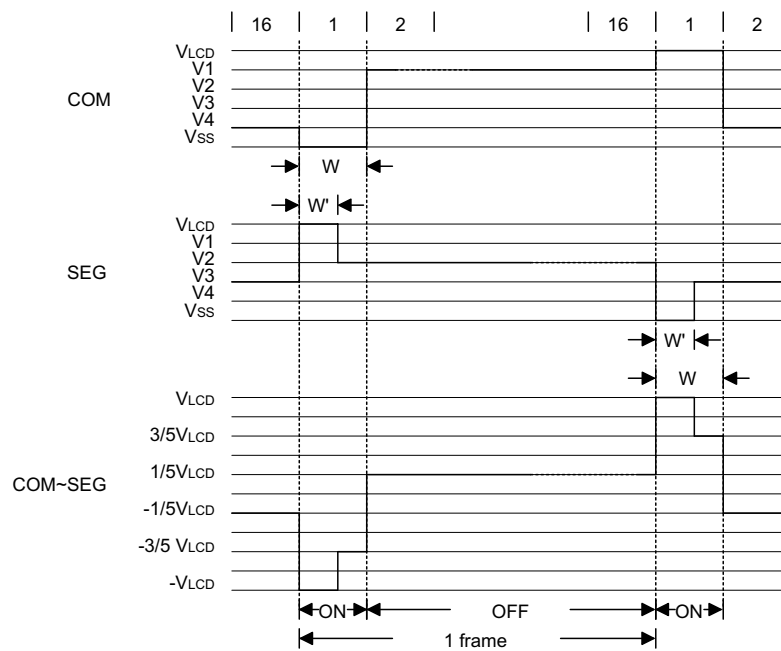 16 1 2 16 1 2
COM
VLCD
V1
V2
V3
V4
VSS
W
W'
SEG
VLCD
V1
V2
V3
V4
VSS
W'
W
COM~SEG
VLCD
3/5VLCD
1/5VLCD
-1/5VLCD
-3/5 VLCD
-VLCD
ON OFF ON
1 frame